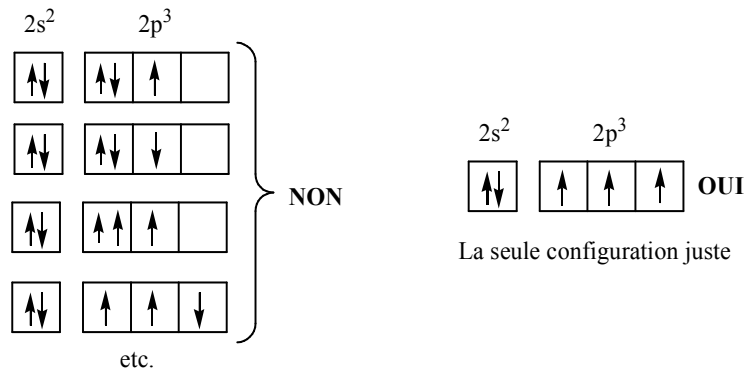 2s² 2p³
NON
etc.
2s² 2p³
OUI
La seule configuration juste